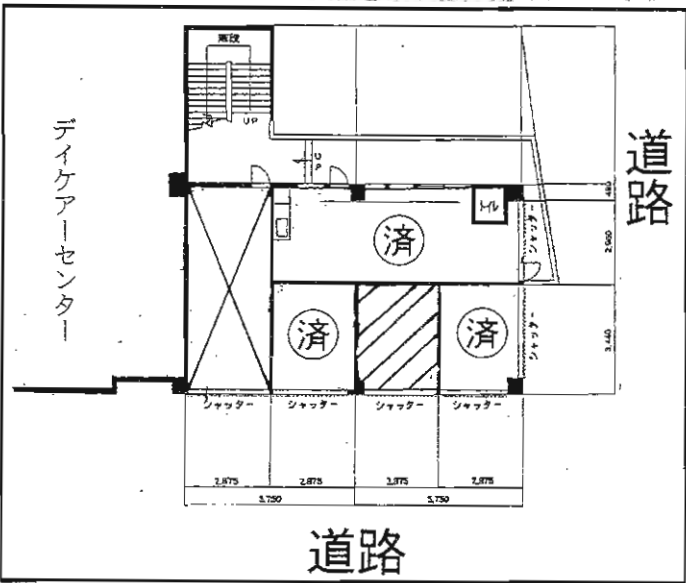 階段
UP
UP
デイケアーセンター
道路
トイレ
済
シャッター
480
2,960
済
済
シャッター
3,440
シャッター
シャッター
シャッター
シャッター
2,875
2,875
2,875
2,875
5,750
5,750
道路